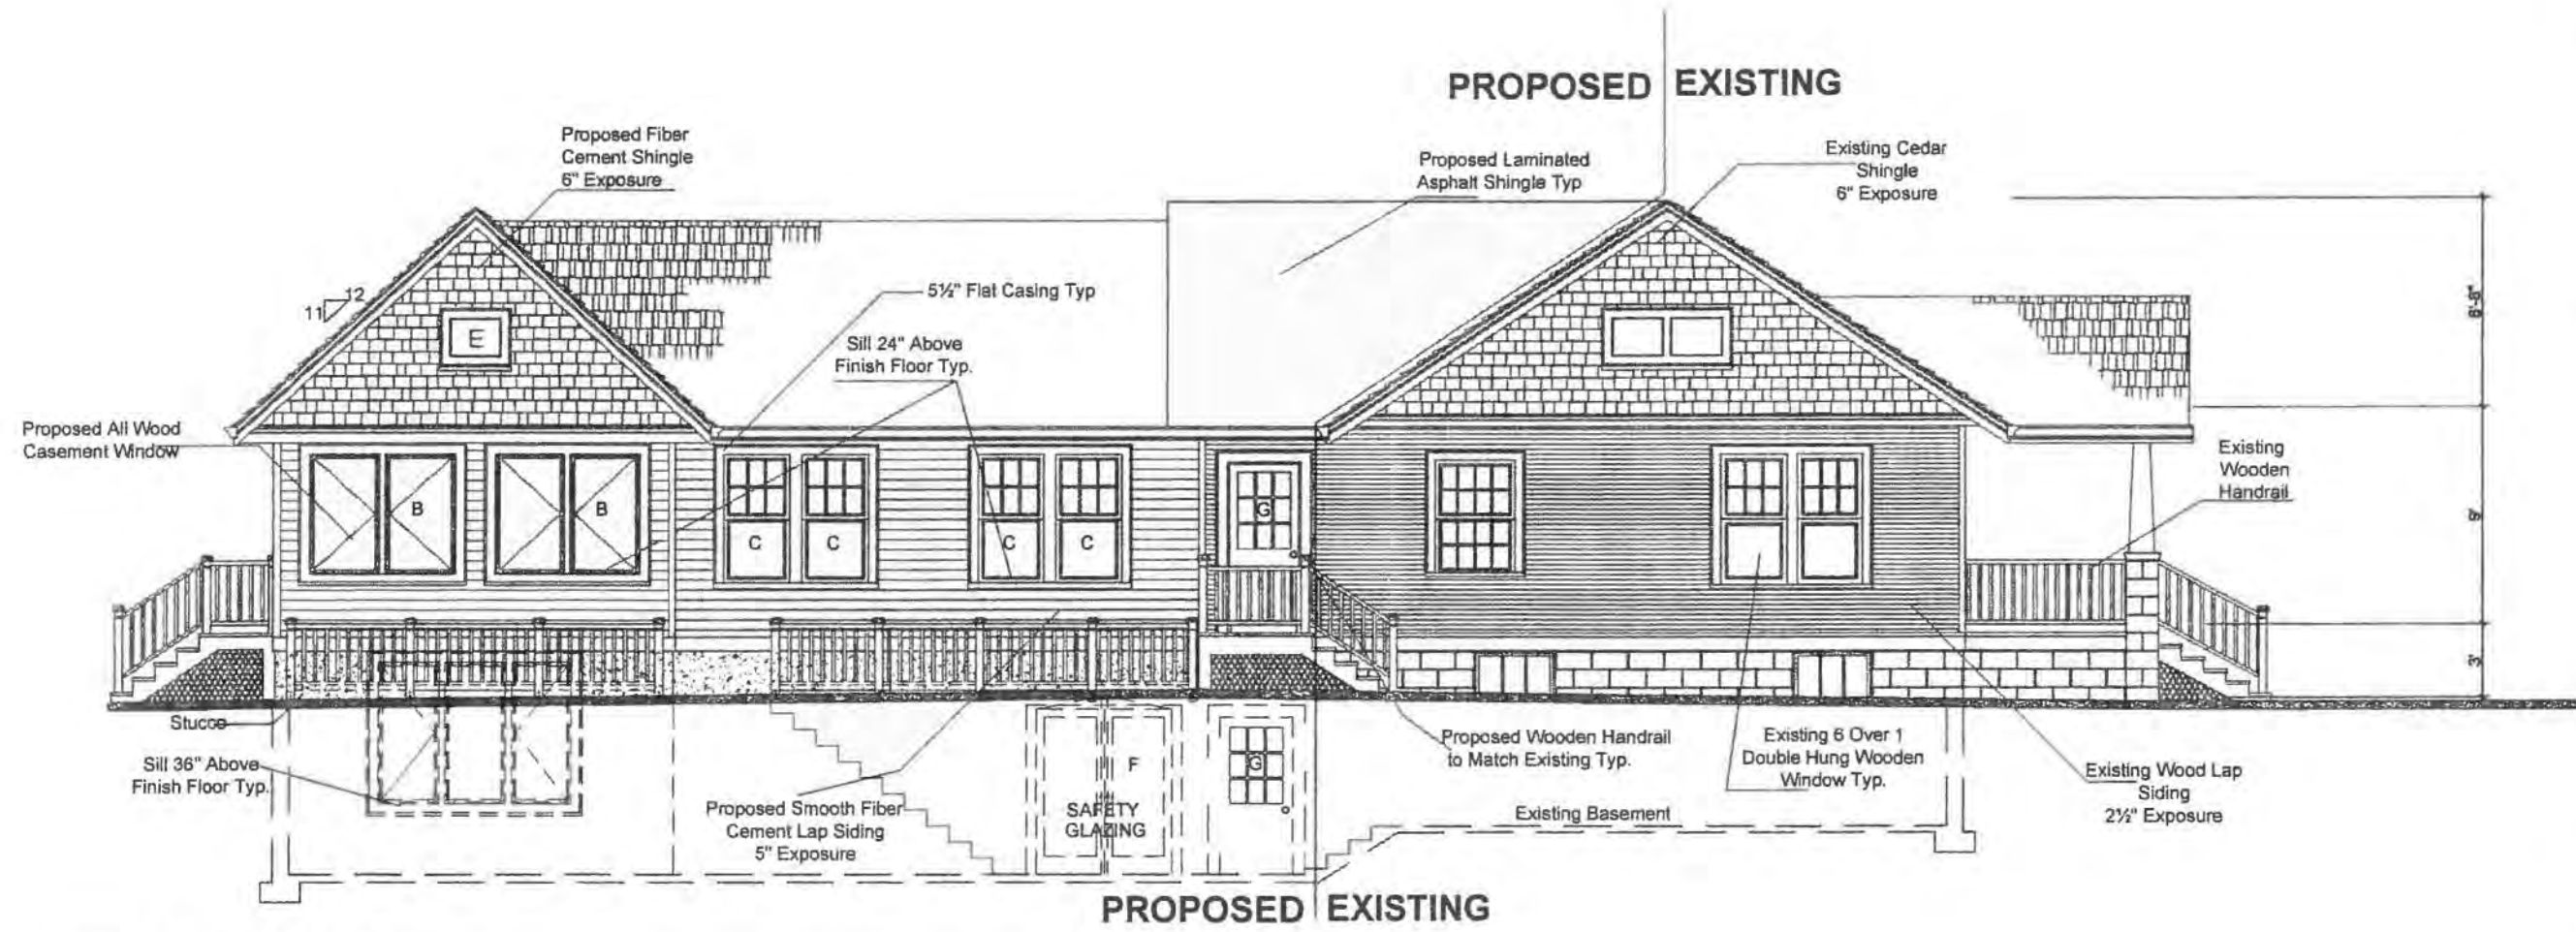 PROPOSED EXISTING
Proposed Fiber
Cement Shingle
6" Exposure
Proposed Laminated
Asphalt Shingle Typ
Existing Cedar
Shingle
6" Exposure
12
11
5½" Flat Casing Typ
Sill 24" Above
Finish Floor Typ.
E
6'-8"
Proposed All Wood
Casement Window
Existing
Wooden
Handrail
B
B
C
C
C
C
G
9'
3'
Stucco
Sill 36" Above
Finish Floor Typ.
Proposed Smooth Fiber
Cement Lap Siding
5" Exposure
F
SAFETY
GLAZING
G
Proposed Wooden Handrail
to Match Existing Typ.
Existing 6 Over 1
Double Hung Wooden
Window Typ.
Existing Wood Lap
Siding
2½" Exposure
Existing Basement
PROPOSED EXISTING